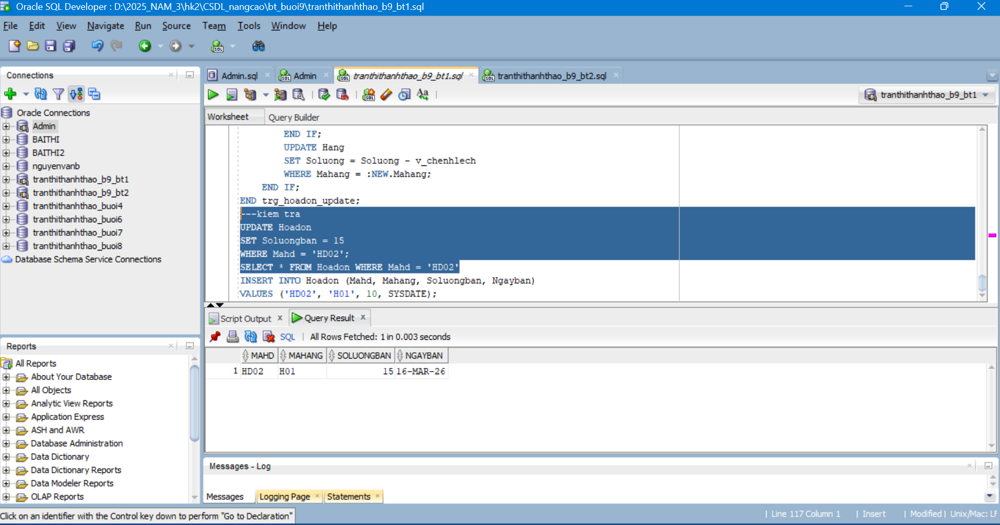 Oracle SQL Developer : D:\2025_NAM_3\hk2\CSDL_nangcao\bt_buoi9\tranthithanhthao_b9_bt1.sql
File Edit View Navigate Run Source Team Tools Window Help
Connections
Oracle Connections
Admin
BAITHI
BAITHI2
nguyenvanb
tranthithanhthao_b9_bt1
tranthithanhthao_b9_bt2
tranthithanhthao_buoi4
tranthithanhthao_buoi6
tranthithanhthao_buoi7
tranthithanhthao_buoi8
Database Schema Service Connections
Reports
All Reports
About Your Database
All Objects
Analytic View Reports
Application Express
ASH and AWR
Database Administration
Data Dictionary
Data Dictionary Reports
Data Modeler Reports
OLAP Reports
Admin.sql Admin tranthithanhthao_b9_bt1.sql tranthithanhthao_b9_bt2.sql
tranthithanhthao_b9_bt1
Worksheet Query Builder
END IF;
UPDATE Hang
SET Soluong = Soluong - v_chenhlech
WHERE Mahang = :NEW.Mahang;
END IF;
END trg_hoadon_update;
---kiem tra
UPDATE Hoadon
SET Soluongban = 15
WHERE Mahd = 'HD02';
SELECT * FROM Hoadon WHERE Mahd = 'HD02'
INSERT INTO Hoadon (Mahd, Mahang, Soluongban, Ngayban)
VALUES ('HD02', 'H01', 10, SYSDATE);
Script Output x Query Result x
SQL | All Rows Fetched: 1 in 0.003 seconds
MAHD MAHANG SOLUONGBAN NGAYBAN
1 HD02 H01 15 16-MAR-26
Messages - Log
Messages Logging Page Statements
Click on an identifier with the Control key down to perform "Go to Declaration"
| Line 117 Column 1 | Insert | Modified | Unix/Mac: LF